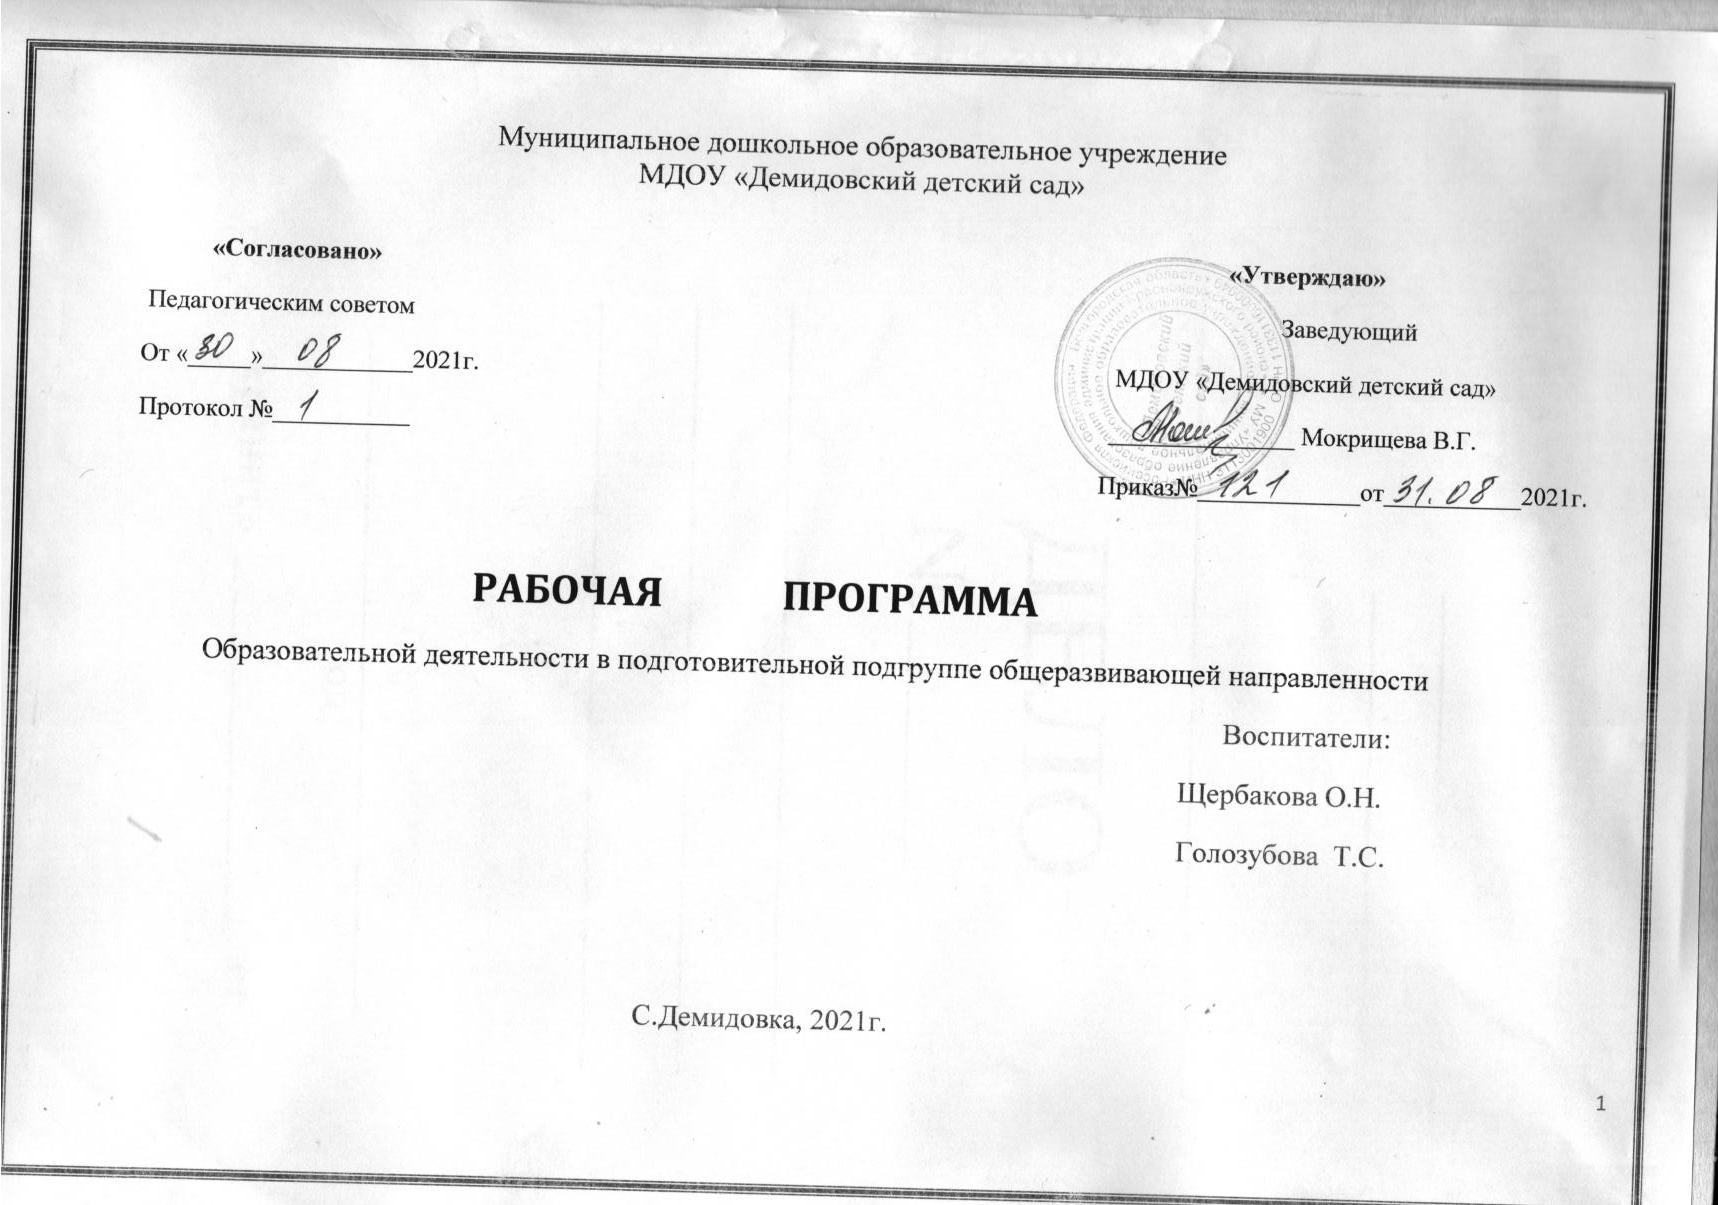 Муниципальное дошкольное образовательное учреждение
МДОУ «Демидовский детский сад»
«Согласовано»
Педагогическим советом
От «30» 08 2021г.
Протокол № 1
«Утверждаю»
Заведующий
МДОУ «Демидовский детский сад»
Мокрищева В.Г.
Приказ№ 121 от 31.08 2021г.
РАБОЧАЯ ПРОГРАММА
Образовательной деятельности в подготовительной подгруппе общеразвивающей направленности
Воспитатели:
Щербакова О.Н.
Голозубова Т.С.
С.Демидовка, 2021г.
1